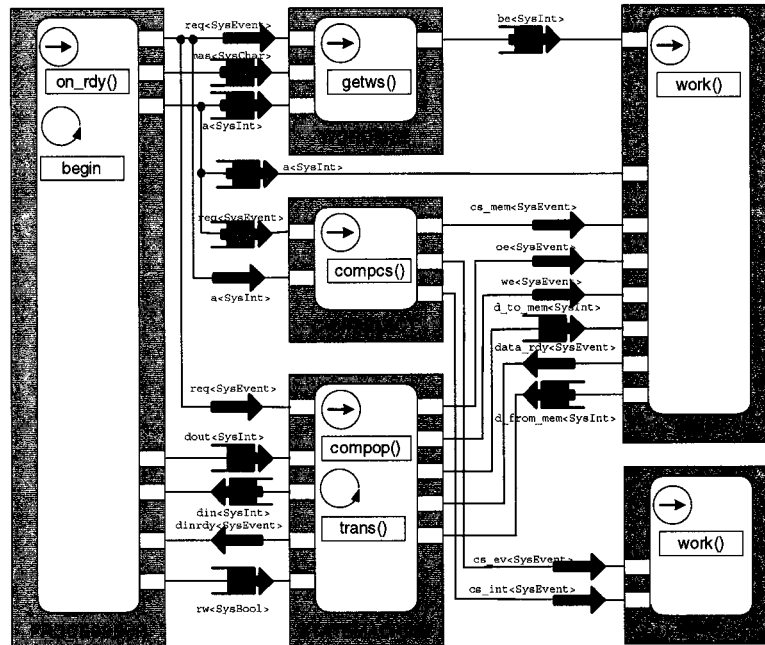 req<SysEvent>
be<SysInt>
mas<SysChar>
on_rdy()
getws()
work()
a<SysInt>
begin
a<SysInt>
req<SysEvent>
cs_mem<SysEvent>
oe<SysEvent>
compcs()
we<SysEvent>
a<SysInt>
d_to_mem<SysInt>
data_rdy<SysEvent>
req<SysEvent>
d_from_mem<SysInt>
dout<SysInt>
compop()
din<SysInt>
dinrdy<SysEvent>
trans()
work()
cs_ev<SysEvent>
cs_int<SysEvent>
rw<SysBool>